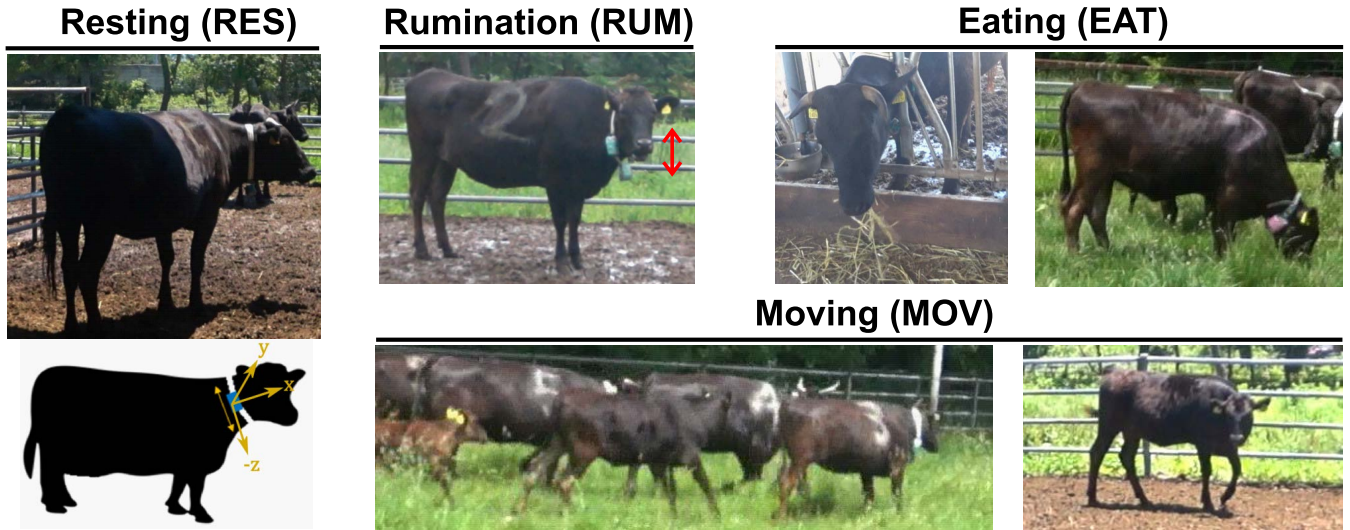 Resting (RES)
Rumination (RUM)
Eating (EAT)
2
Moving (MOV)
y
x
-z